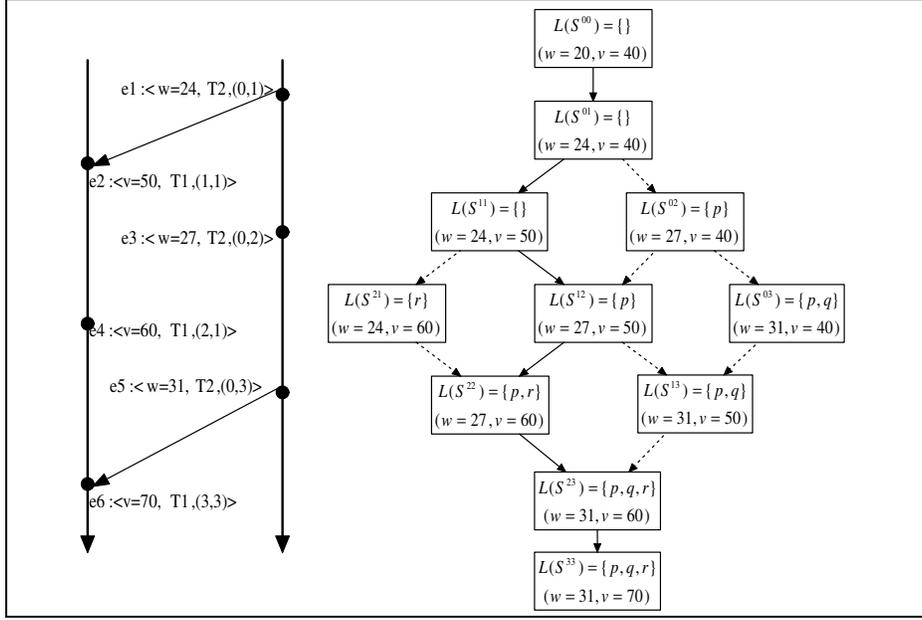 e1 :< w=24, T2,(0,1)>
e2 :<v=50, T1,(1,1)>
e3 :< w=27, T2,(0,2)>
e4 :<v=60, T1,(2,1)>
e5 :< w=31, T2,(0,3)>
e6 :<v=70, T1,(3,3)>
L(S^00) = {}
(w = 20, v = 40)
L(S^01) = {}
(w = 24, v = 40)
L(S^11) = {}
(w = 24, v = 50)
L(S^02) = {p}
(w = 27, v = 40)
L(S^21) = {r}
(w = 24, v = 60)
L(S^12) = {p}
(w = 27, v = 50)
L(S^03) = {p, q}
(w = 31, v = 40)
L(S^22) = {p, r}
(w = 27, v = 60)
L(S^13) = {p, q}
(w = 31, v = 50)
L(S^23) = {p, q, r}
(w = 31, v = 60)
L(S^33) = {p, q, r}
(w = 31, v = 70)